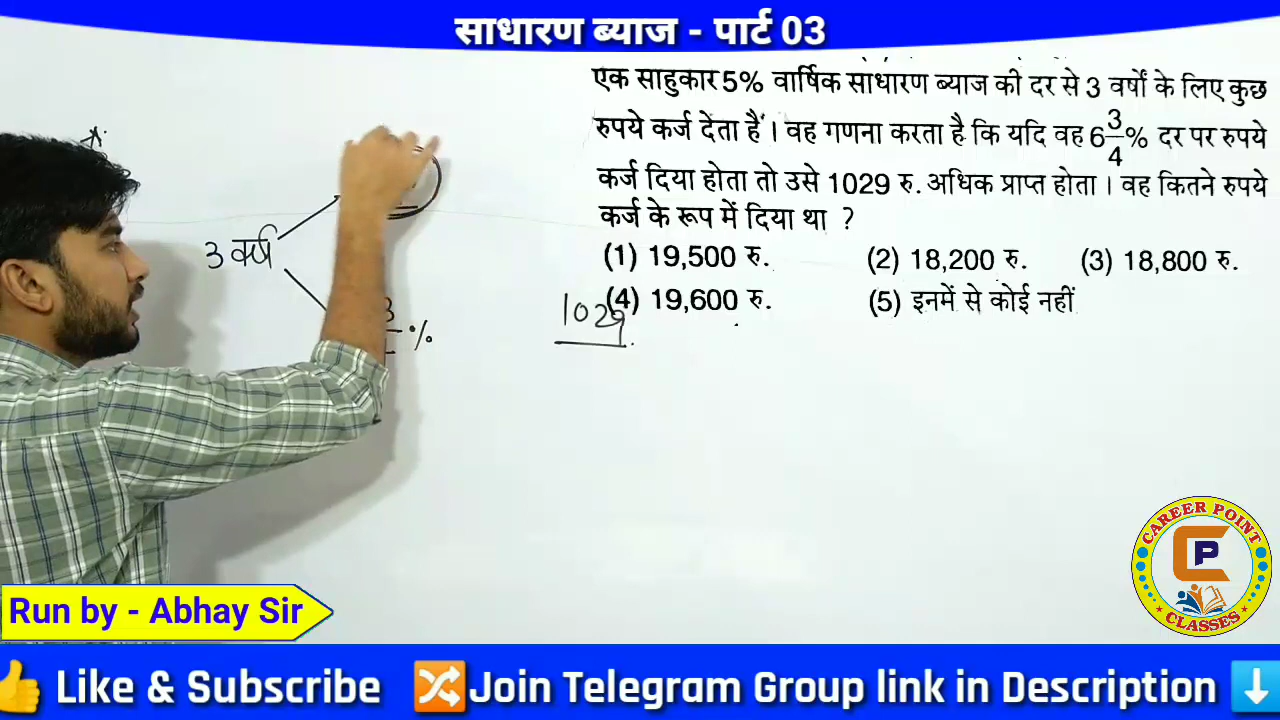 साधारण ब्याज - पार्ट 03
एक साहुकार 5% वार्षिक साधारण ब्याज की दर से 3 वर्षों के लिए कुछ
रुपये कर्ज देता है । वह गणना करता है कि यदि वह 6 3/4 % दर पर रुपये
कर्ज दिया होता तो उसे 1029 रु. अधिक प्राप्त होता । वह कितने रुपये
कर्ज के रूप में दिया था ?
(1) 19,500 रु. (2) 18,200 रु. (3) 18,800 रु.
(4) 19,600 रु. (5) इनमें से कोई नहीं
3 वर्ष
3 %
1029
CAREER POINT
CP
CLASSES
Run by - Abhay Sir
Like & Subscribe Join Telegram Group link in Description